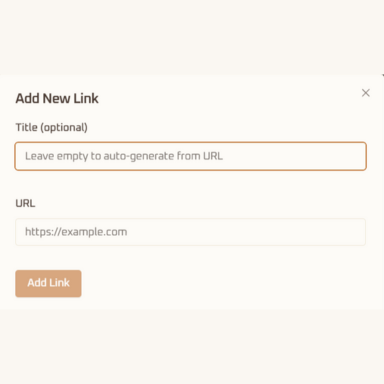 Add New Link
Title (optional)
Leave empty to auto-generate from URL
URL
https://example.com
Add Link